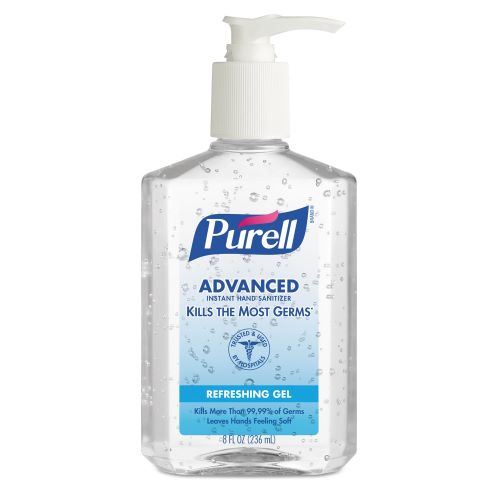 BRAND ®
Purell
ADVANCED
INSTANT HAND SANITIZER
KILLS THE MOST GERMS*
TRUSTED & USED
BY HOSPITALS
REFRESHING GEL
Kills More Than 99.99% of Germs
Leaves Hands Feeling Soft
8 FL OZ (236 mL)